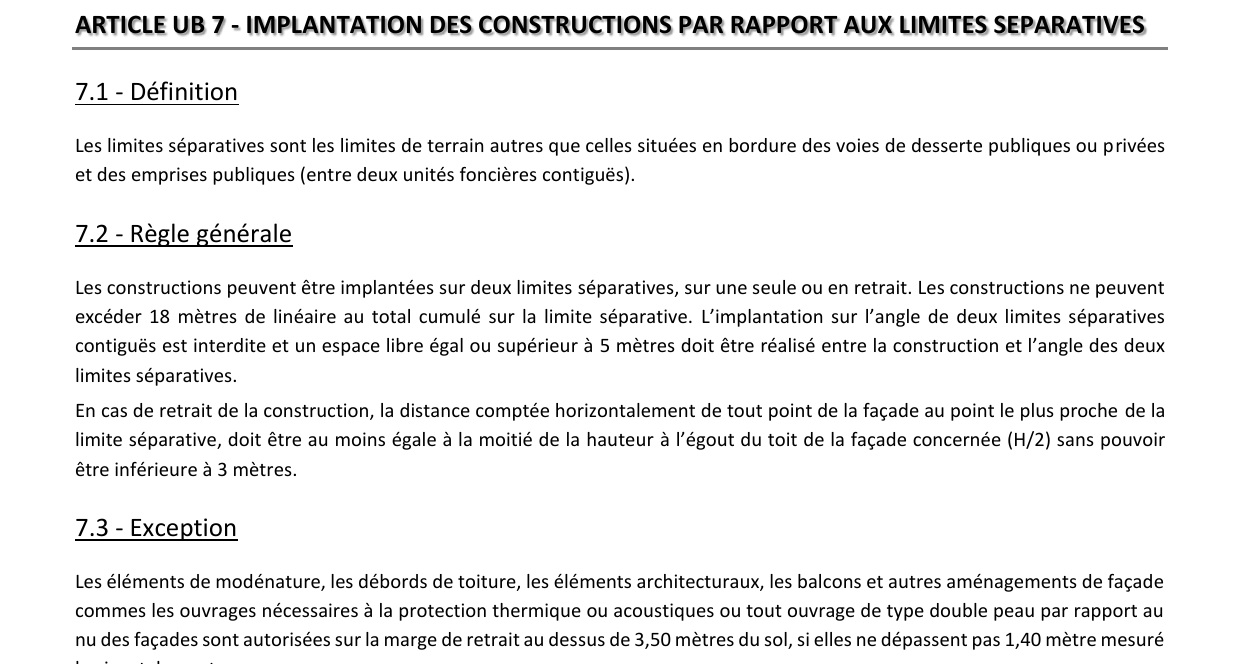 ARTICLE UB 7 - IMPLANTATION DES CONSTRUCTIONS PAR RAPPORT AUX LIMITES SEPARATIVES
7.1 - Définition
Les limites séparatives sont les limites de terrain autres que celles situées en bordure des voies de desserte publiques ou privées
et des emprises publiques (entre deux unités foncières contiguës).
7.2 - Règle générale
Les constructions peuvent être implantées sur deux limites séparatives, sur une seule ou en retrait. Les constructions ne peuvent
excéder 18 mètres de linéaire au total cumulé sur la limite séparative. L’implantation sur l’angle de deux limites séparatives
contiguës est interdite et un espace libre égal ou supérieur à 5 mètres doit être réalisé entre la construction et l’angle des deux
limites séparatives.
En cas de retrait de la construction, la distance comptée horizontalement de tout point de la façade au point le plus proche de la
limite séparative, doit être au moins égale à la moitié de la hauteur à l’égout du toit de la façade concernée (H/2) sans pouvoir
être inférieure à 3 mètres.
7.3 - Exception
Les éléments de modénature, les débords de toiture, les éléments architecturaux, les balcons et autres aménagements de façade
commes les ouvrages nécessaires à la protection thermique ou acoustiques ou tout ouvrage de type double peau par rapport au
nu des façades sont autorisées sur la marge de retrait au dessus de 3,50 mètres du sol, si elles ne dépassent pas 1,40 mètre mesuré